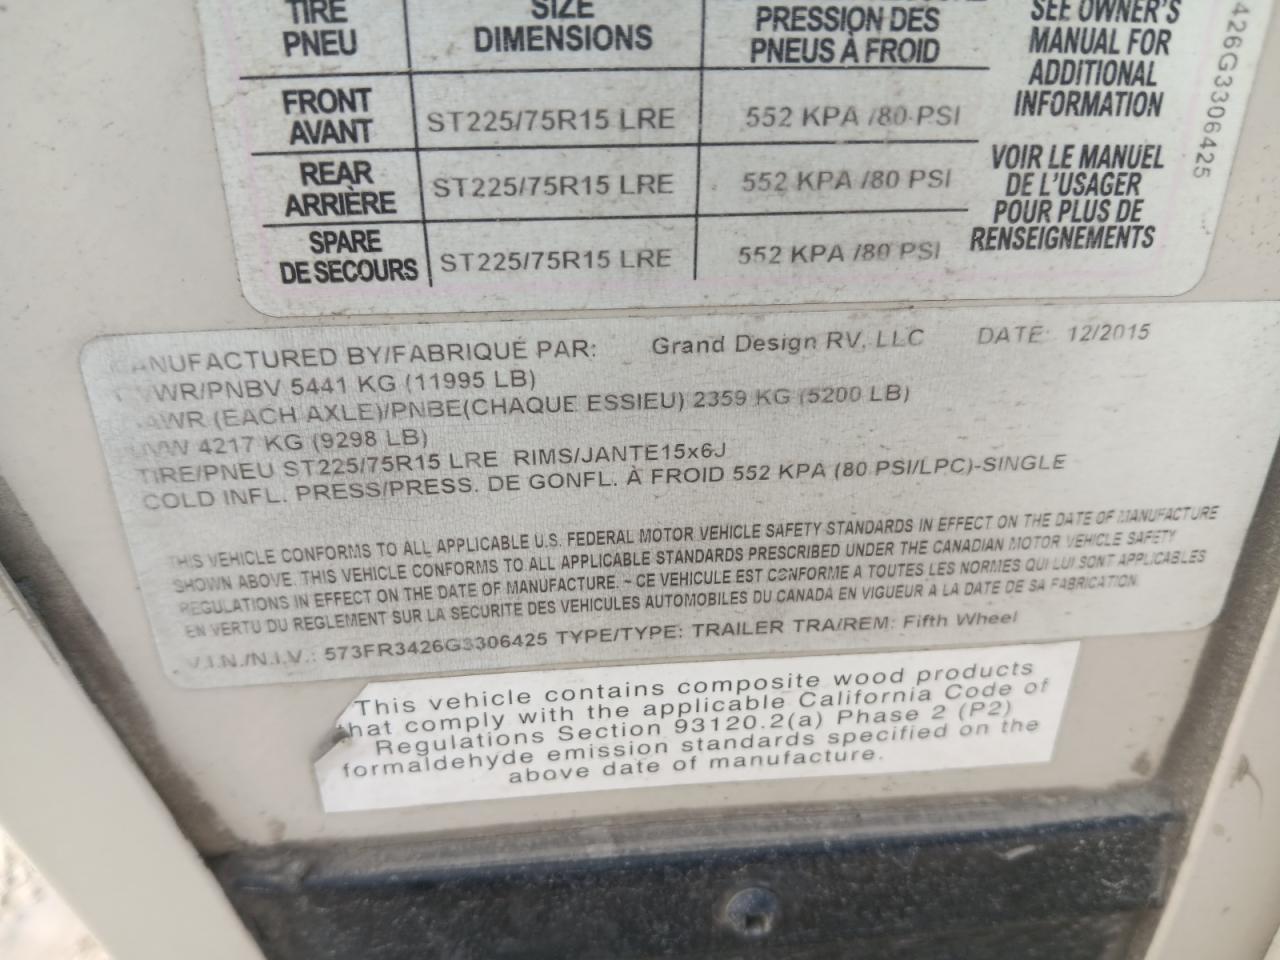 TIRE SIZE SEE OWNER'S
PNEU DIMENSIONS PRESSION DES MANUAL FOR
PNEUS À FROID ADDITIONAL
INFORMATION
FRONT
AVANT ST225/75R15 LRE 552 KPA /80 PSI
REAR
ARRIÈRE ST225/75R15 LRE 552 KPA /80 PSI
SPARE
DE SECOURS ST225/75R15 LRE 552 KPA /80 PSI
VOIR LE MANUEL
DE L'USAGER
POUR PLUS DE
RENSEIGNEMENTS
426G3306425
MANUFACTURED BY/FABRIQUÉ PAR: Grand Design RV, LLC DATE: 12/2015
GVWR/PNBV 5441 KG (11995 LB)
GAWR (EACH AXLE)/PNBE(CHAQUE ESSIEU) 2359 KG (5200 LB)
UVW 4217 KG (9298 LB)
TIRE/PNEU ST225/75R15 LRE RIMS/JANTE15x6J
COLD INFL. PRESS/PRESS. DE GONFL. À FROID 552 KPA (80 PSI/LPC)-SINGLE
THIS VEHICLE CONFORMS TO ALL APPLICABLE U.S. FEDERAL MOTOR VEHICLE SAFETY STANDARDS IN EFFECT ON THE DATE OF MANUFACTURE
SHOWN ABOVE. THIS VEHICLE CONFORMS TO ALL APPLICABLE STANDARDS PRESCRIBED UNDER THE CANADIAN MOTOR VEHICLE SAFETY
REGULATIONS IN EFFECT ON THE DATE OF MANUFACTURE. - CE VEHICULE EST CONFORME A TOUTES LES NORMES QUI LUI SONT APPLICABLES
EN VERTU DU REGLEMENT SUR LA SECURITE DES VEHICULES AUTOMOBILES DU CANADA EN VIGUEUR A LA DATE DE SA FABRICATION.
V.I.N./N.I.V.: 573FR3426G3306425 TYPE/TYPE: TRAILER TRA/REM: Fifth Wheel
This vehicle contains composite wood products
that comply with the applicable California Code of
Regulations Section 93120.2(a) Phase 2 (P2)
formaldehyde emission standards specified on the
above date of manufacture.